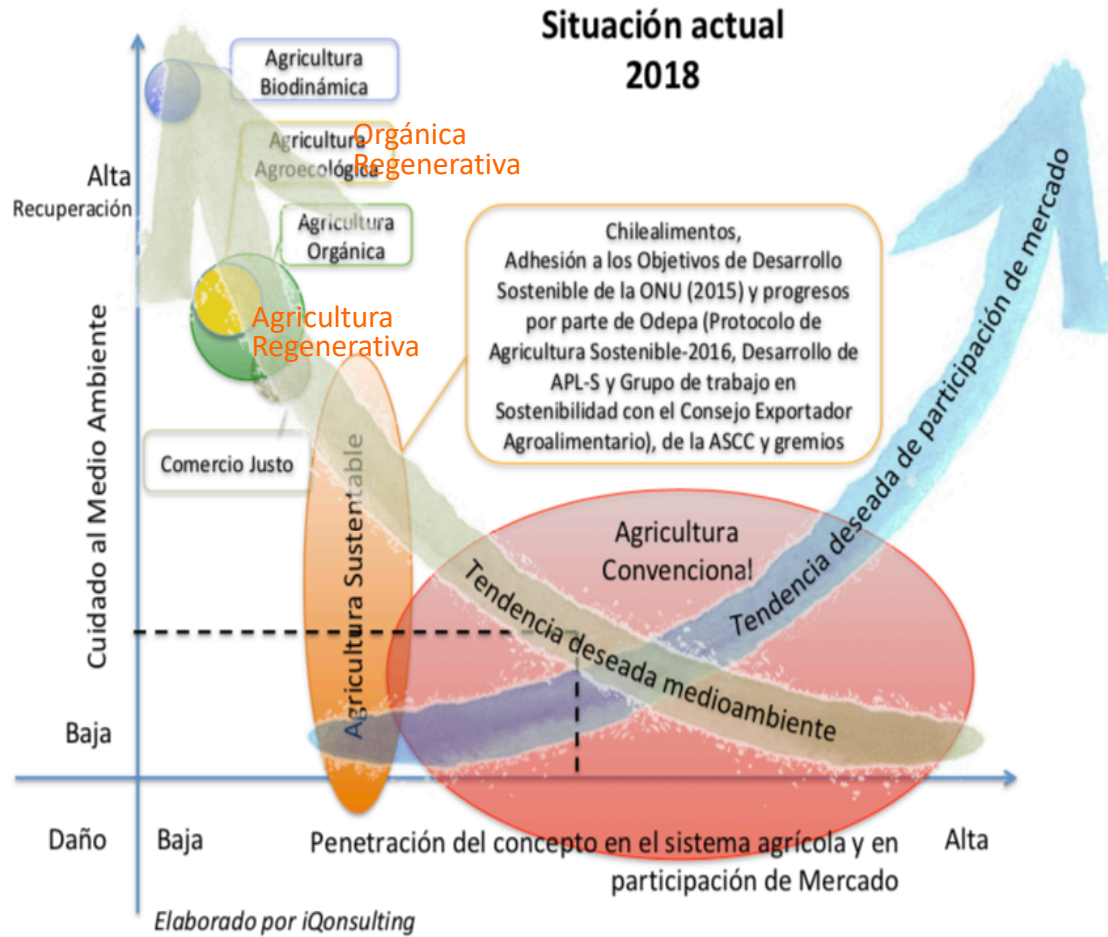 Situación actual
2018
Agricultura
Biodinámica
Agricultura
Agroecológica
Orgánica
Regenerativa
Alta
Recuperación
Agricultura
Orgánica
Chilealimentos,
Adhesión a los Objetivos de Desarrollo
Sostenible de la ONU (2015) y progresos
por parte de Odepa (Protocolo de
Agricultura Sostenible-2016, Desarrollo de
APL-S y Grupo de trabajo en
Sostenibilidad con el Consejo Exportador
Agroalimentario), de la ASCC y gremios
Agricultura
Regenerativa
Comercio Justo
Cuidado al Medio Ambiente
Agricultura Sustentable
Agricultura
Convencional
Tendencia deseada medioambiente
Tendencia deseada de participación de mercado
Baja
Daño
Baja
Penetración del concepto en el sistema agrícola y en
participación de Mercado
Alta
Elaborado por iQonsulting